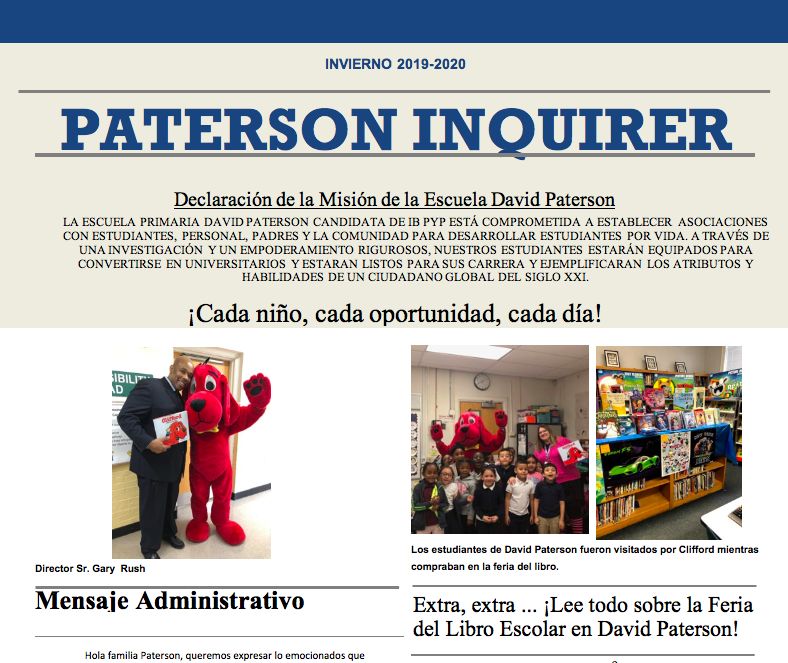 INVIERNO 2019-2020
PATERSON INQUIRER
Declaración de la Misión de la Escuela David Paterson
LA ESCUELA PRIMARIA DAVID PATERSON CANDIDATA DE IB PYP ESTÁ COMPROMETIDA A ESTABLECER ASOCIACIONES
CON ESTUDIANTES, PERSONAL, PADRES Y LA COMUNIDAD PARA DESARROLLAR ESTUDIANTES POR VIDA. A TRAVÉS DE
UNA INVESTIGACIÓN Y UN EMPODERAMIENTO RIGUROSOS, NUESTROS ESTUDIANTES ESTARÁN EQUIPADOS PARA
CONVERTIRSE EN UNIVERSITARIOS Y ESTARAN LISTOS PARA SUS CARRERA Y EJEMPLIFICARAN LOS ATRIBUTOS Y
HABILIDADES DE UN CIUDADANO GLOBAL DEL SIGLO XXI.
¡Cada niño, cada oportunidad, cada día!
Director Sr. Gary Rush
Mensaje Administrativo
Hola familia Paterson, queremos expresar lo emocionados que
Los estudiantes de David Paterson fueron visitados por Clifford mientras
compraban en la feria del libro.
Extra, extra ... ¡Lee todo sobre la Feria
del Libro Escolar en David Paterson!